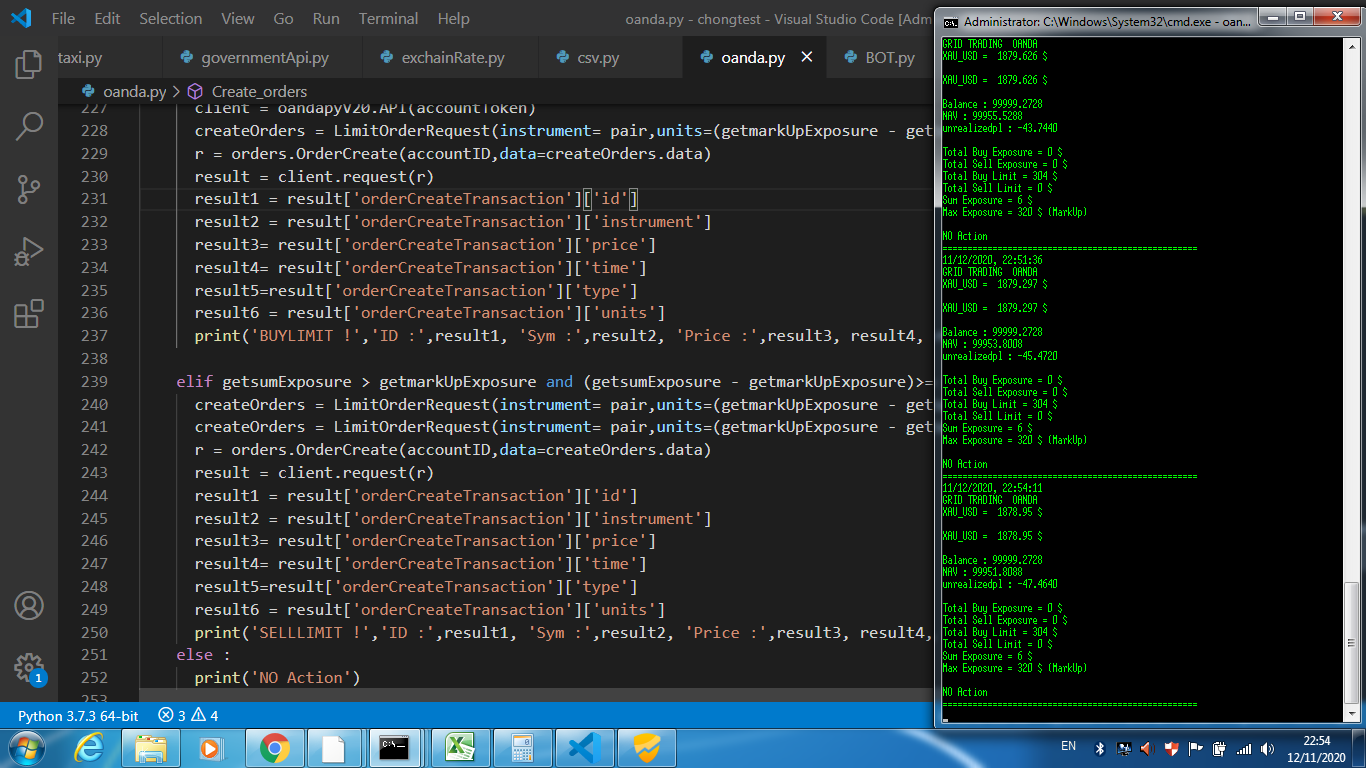 File Edit Selection View Go Run Terminal Help oanda.py - chongtest - Visual Studio Code [Adm
taxi.py governmentApi.py exchainRate.py csv.py oanda.py BOT.py
oanda.py > Create_orders
227 client = oandapyV20.API(accountToken)
228 createOrders = LimitOrderRequest(instrument= pair,units=(getmarkUpExposure - get
229 r = orders.OrderCreate(accountID,data=createOrders.data)
230 result = client.request(r)
231 result1 = result['orderCreateTransaction']['id']
232 result2 = result['orderCreateTransaction']['instrument']
233 result3= result['orderCreateTransaction']['price']
234 result4= result['orderCreateTransaction']['time']
235 result5=result['orderCreateTransaction']['type']
236 result6 = result['orderCreateTransaction']['units']
237 print('BUYLIMIT !','ID :',result1, 'Sym :',result2, 'Price :',result3, result4,
238
239 elif getsumExposure > getmarkUpExposure and (getsumExposure - getmarkUpExposure)>=
240 createOrders = LimitOrderRequest(instrument= pair,units=(getmarkUpExposure - get
241 createOrders = LimitOrderRequest(instrument= pair,units=(getmarkUpExposure - get
242 r = orders.OrderCreate(accountID,data=createOrders.data)
243 result = client.request(r)
244 result1 = result['orderCreateTransaction']['id']
245 result2 = result['orderCreateTransaction']['instrument']
246 result3= result['orderCreateTransaction']['price']
247 result4= result['orderCreateTransaction']['time']
248 result5=result['orderCreateTransaction']['type']
249 result6 = result['orderCreateTransaction']['units']
250 print('SELLLIMIT !','ID :',result1, 'Sym :',result2, 'Price :',result3, result4,
251 else :
252 print('NO Action')
253
1
Python 3.7.3 64-bit 3 4
Administrator: C:\Windows\System32\cmd.exe - oan...
GRID TRADING OANDA
XAU_USD = 1879.626 $
XAU_USD = 1879.626 $
Balance : 99999.2728
NAV : 99955.5288
unrealizedpl : -43.7440
Total Buy Exposure = 0 $
Total Sell Exposure = 0 $
Total Buy Limit = 304 $
Total Sell Limit = 0 $
Sum Exposure = 6 $
Max Exposure = 320 $ (MarkUp)
NO Action
==================================================
11/12/2020, 22:51:36
GRID TRADING OANDA
XAU_USD = 1879.297 $
XAU_USD = 1879.297 $
Balance : 99999.2728
NAV : 99953.8008
unrealizedpl : -45.4720
Total Buy Exposure = 0 $
Total Sell Exposure = 0 $
Total Buy Limit = 304 $
Total Sell Limit = 0 $
Sum Exposure = 6 $
Max Exposure = 320 $ (MarkUp)
NO Action
==================================================
11/12/2020, 22:54:11
GRID TRADING OANDA
XAU_USD = 1878.95 $
XAU_USD = 1878.95 $
Balance : 99999.2728
NAV : 99951.8088
unrealizedpl : -47.4640
Total Buy Exposure = 0 $
Total Sell Exposure = 0 $
Total Buy Limit = 304 $
Total Sell Limit = 0 $
Sum Exposure = 6 $
Max Exposure = 320 $ (MarkUp)
NO Action
==================================================
EN 22:54
12/11/2020